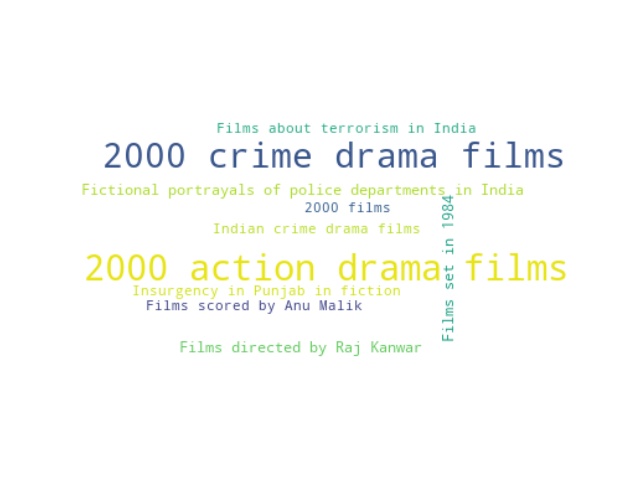 Films about terrorism in India
2000 crime drama films
Fictional portrayals of police departments in India
2000 films
Films set in 1984
Indian crime drama films
2000 action drama films
Insurgency in Punjab in fiction
Films scored by Anu Malik
Films directed by Raj Kanwar